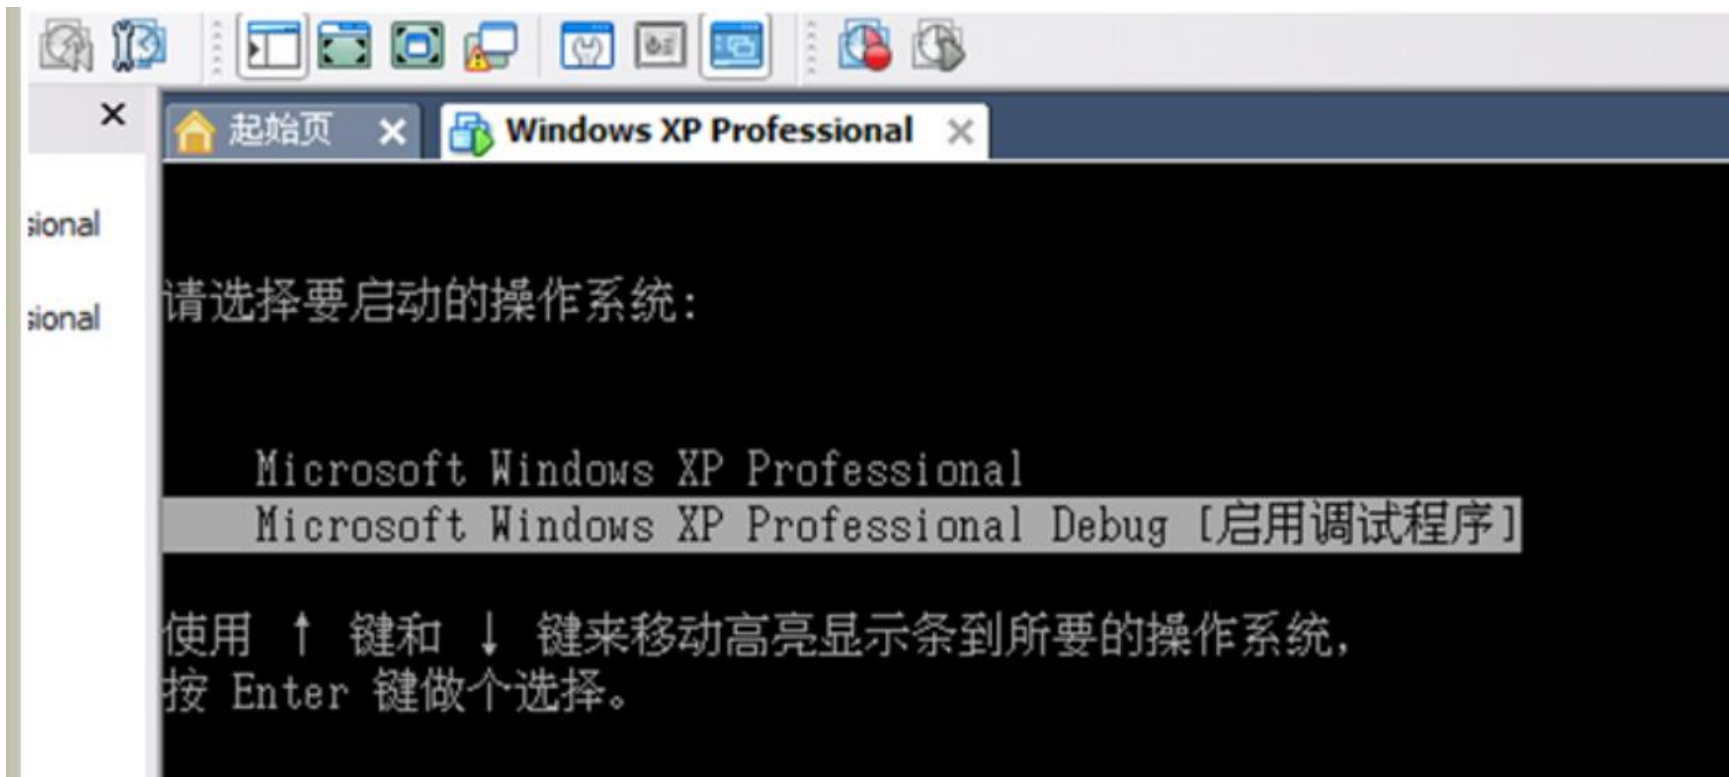 起始页
Windows XP Professional
sional
请选择要启动的操作系统:
sional
Microsoft Windows XP Professional
Microsoft Windows XP Professional Debug [启用调试程序]
使用 ↑ 键和 ↓ 键来移动高亮显示条到所要的操作系统,
按 Enter 键做个选择。